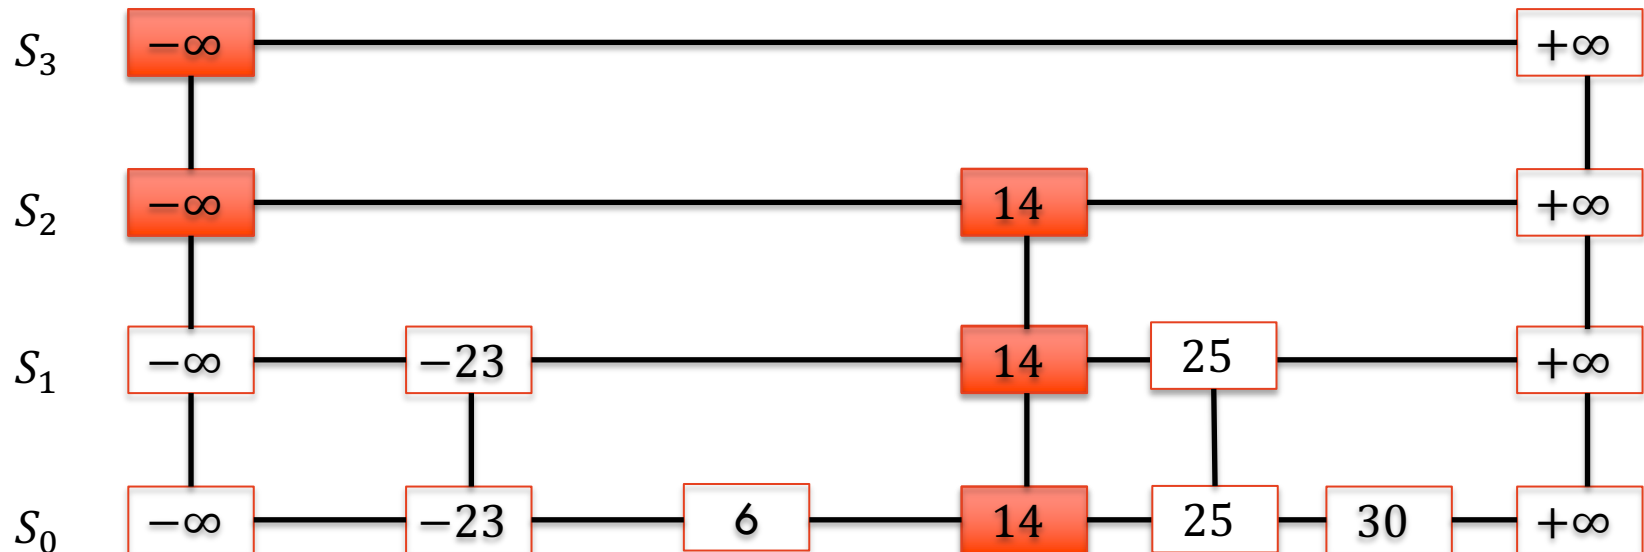 S₃ −∞ +∞
S₂ −∞ 14 +∞
S₁ −∞ −23 14 25 +∞
S₀ −∞ −23 6 14 25 30 +∞